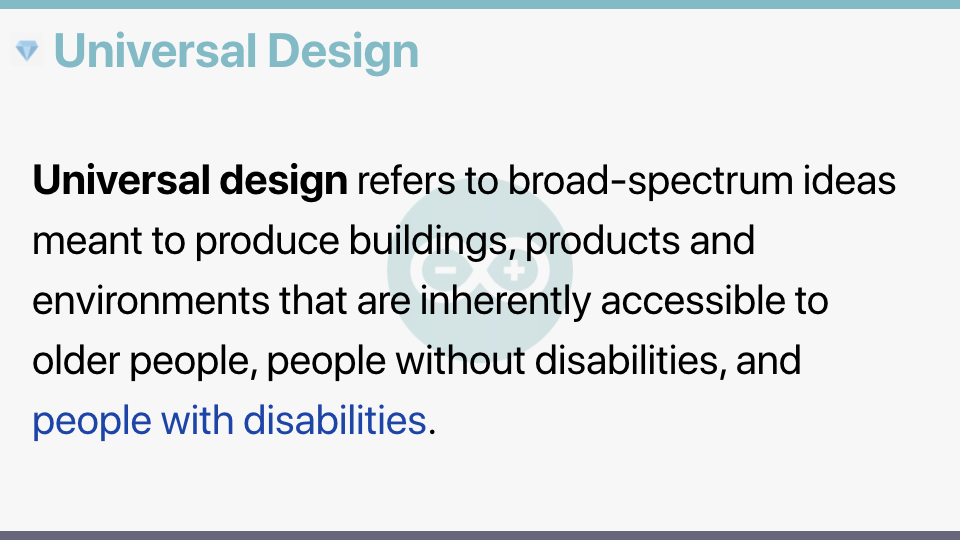 Universal Design
Universal design refers to broad-spectrum ideas
meant to produce buildings, products and
environments that are inherently accessible to
older people, people without disabilities, and
people with disabilities.